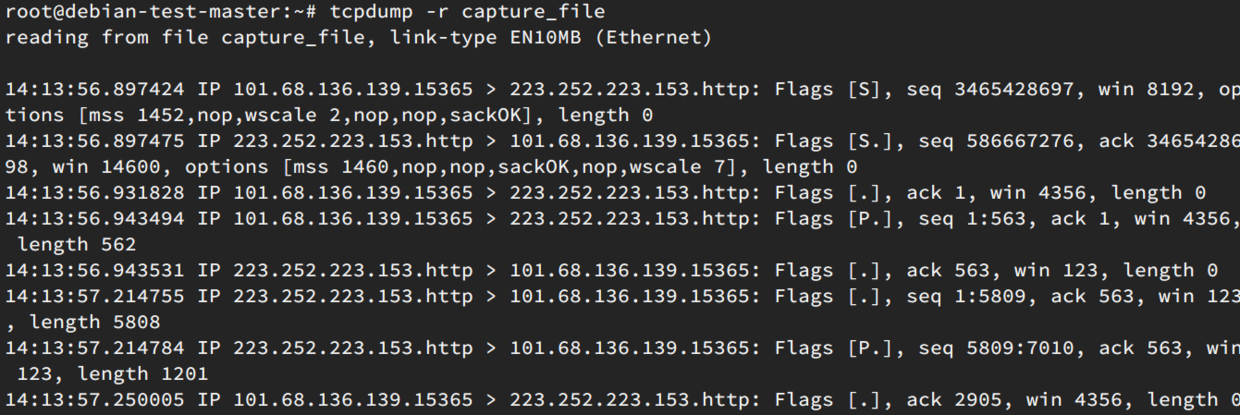 root@debian-test-master:~# tcpdump -r capture_file
reading from file capture_file, link-type EN10MB (Ethernet)
14:13:56.897424 IP 101.68.136.139.15365 > 223.252.223.153.http: Flags [S], seq 3465428697, win 8192, op
tions [mss 1452,nop,wscale 2,nop,nop,sackOK], length 0
14:13:56.897475 IP 223.252.223.153.http > 101.68.136.139.15365: Flags [S.], seq 586667276, ack 34654286
98, win 14600, options [mss 1460,nop,nop,sackOK,nop,wscale 7], length 0
14:13:56.931828 IP 101.68.136.139.15365 > 223.252.223.153.http: Flags [.], ack 1, win 4356, length 0
14:13:56.943494 IP 101.68.136.139.15365 > 223.252.223.153.http: Flags [P.], seq 1:563, ack 1, win 4356,
length 562
14:13:56.943531 IP 223.252.223.153.http > 101.68.136.139.15365: Flags [.], ack 563, win 123, length 0
14:13:57.214755 IP 223.252.223.153.http > 101.68.136.139.15365: Flags [.], seq 1:5809, ack 563, win 123
, length 5808
14:13:57.214784 IP 223.252.223.153.http > 101.68.136.139.15365: Flags [P.], seq 5809:7010, ack 563, win
123, length 1201
14:13:57.250005 IP 101.68.136.139.15365 > 223.252.223.153.http: Flags [.], ack 2905, win 4356, length 0